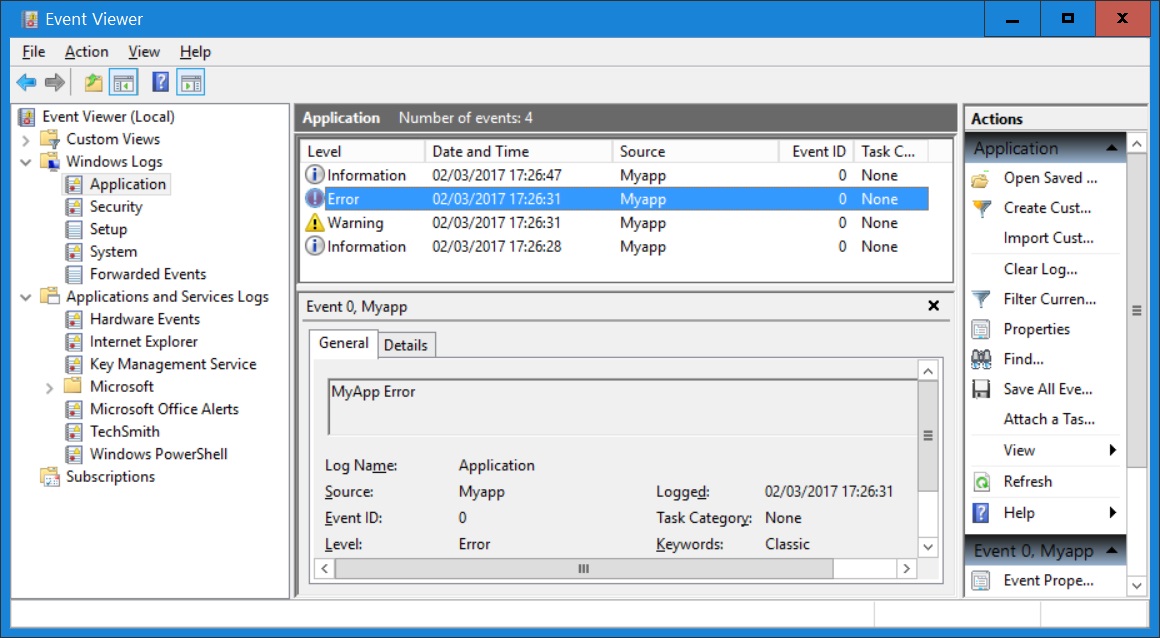 Event Viewer
File Action View Help
Event Viewer (Local)
Custom Views
Windows Logs
Application
Security
Setup
System
Forwarded Events
Applications and Services Logs
Hardware Events
Internet Explorer
Key Management Service
Microsoft
Microsoft Office Alerts
TechSmith
Windows PowerShell
Subscriptions
Application Number of events: 4
Level Date and Time Source Event ID Task C...
Information 02/03/2017 17:26:47 Myapp 0 None
Error 02/03/2017 17:26:31 Myapp 0 None
Warning 02/03/2017 17:26:31 Myapp 0 None
Information 02/03/2017 17:26:28 Myapp 0 None
Event 0, Myapp
General Details
MyApp Error
Log Name: Application
Source: Myapp Logged: 02/03/2017 17:26:31
Event ID: 0 Task Category: None
Level: Error Keywords: Classic
Actions
Application
Open Saved ...
Create Cust...
Import Cust...
Clear Log...
Filter Curren...
Properties
Find...
Save All Eve...
Attach a Tas...
View
Refresh
Help
Event 0, Myapp
Event Prope...